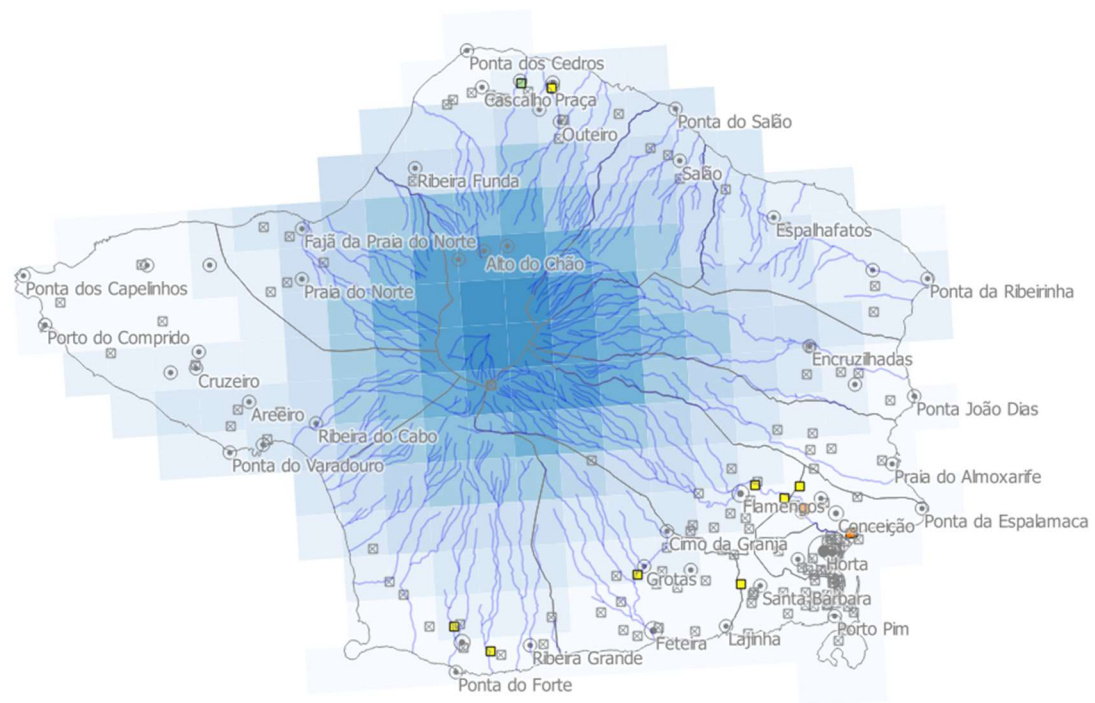 Ponta dos Cedros
Cascalho Praça
Ponta do Salão
Outeiro
Salão
Ribeira Funda
Espalhafatos
Fajã da Praia do Norte
Alto do Chão
Ponta dos Capelinhos
Praia do Norte
Ponta da Ribeirinha
Porto do Comprido
Encruzilhadas
Cruzeiro
Areeiro
Ponta João Dias
Ribeira do Cabo
Ponta do Varadouro
Praia do Almoxarife
Flamengos
Conceição
Ponta da Espalamaca
Cimo da Granja
Horta
Grotas
Santa Bárbara
Porto Pim
Lajinha
Feteira
Ribeira Grande
Ponta do Forte